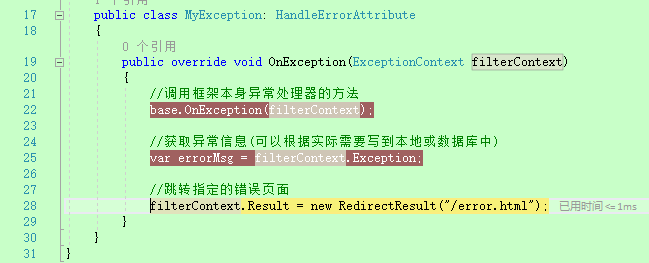 17 public class MyException: HandleErrorAttribute
18 {
0 个引用
19 public override void OnException(ExceptionContext filterContext)
20 {
21 //调用框架本身异常处理器的方法
22 base.OnException(filterContext);
23
24 //获取异常信息(可以根据实际需要写到本地或数据库中)
25 var errorMsg = filterContext.Exception;
26
27 //跳转指定的错误页面
28 filterContext.Result = new RedirectResult("/error.html"); 已用时间<=1ms
29 }
30 }
31 }